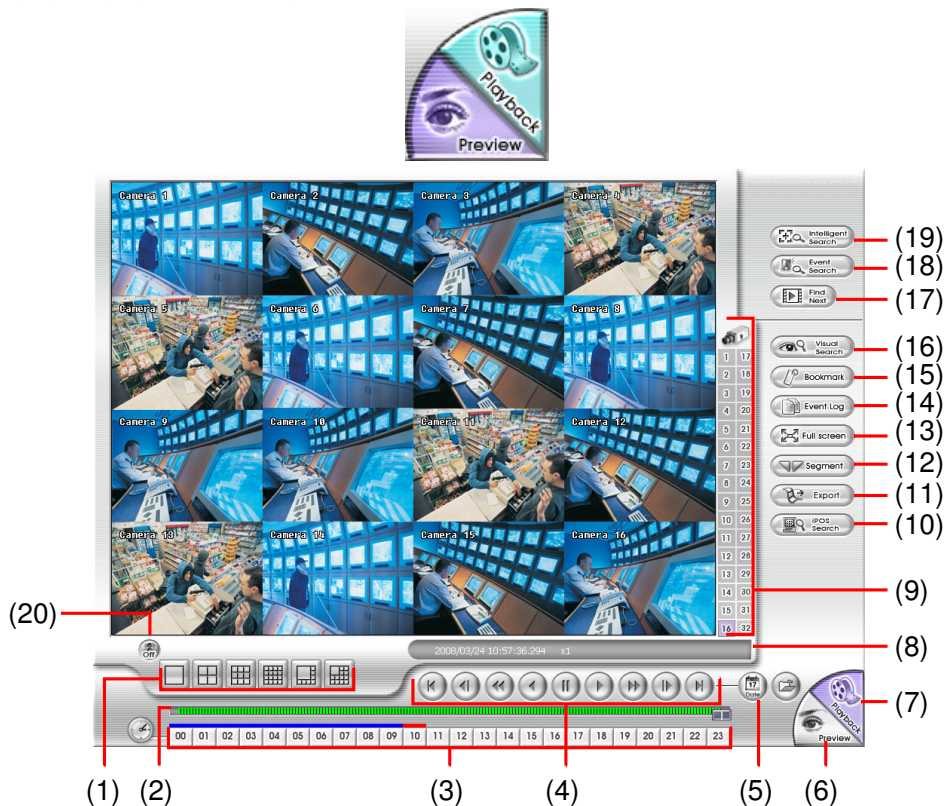 Playback
Preview
Camera 1
Camera 2
Camera 3
Camera 4
Camera 5
Camera 6
Camera 7
Camera 8
Camera 9
Camera 10
Camera 11
Camera 12
Camera 13
Camera 14
Camera 15
Camera 16
1 17
2 18
3 19
4 20
5 21
6 22
7 23
8 24
9 25
10 26
11 27
12 28
13 29
14 30
15 31
16 32
Intelligent Search
(19)
Event Search
(18)
Find Next
(17)
Visual Search
(16)
Bookmark
(15)
Event Log
(14)
Full screen
(13)
Segment
(12)
Export
(11)
iPOS Search
(10)
(9)
(20)
Off
2008/03/24 10:57:36.294 x1
(8)
17
Date
Playback
(7)
Preview
00 01 02 03 04 05 06 07 08 09 10 11 12 13 14 15 16 17 18 19 20 21 22 23
(1) (2) (3) (4) (5) (6)